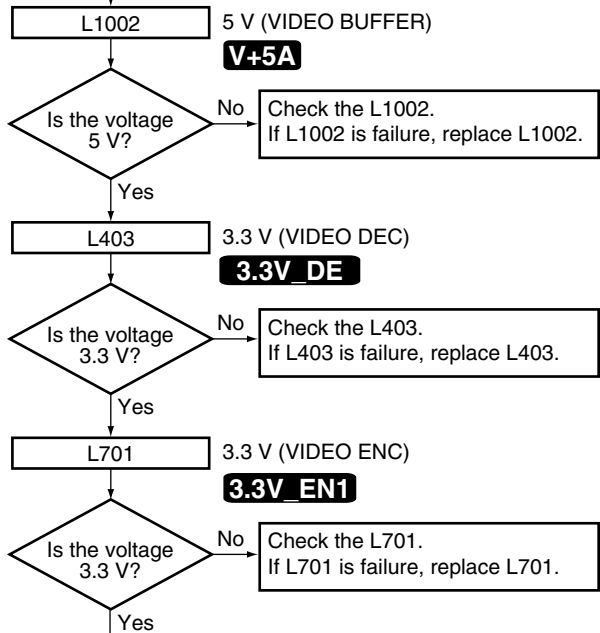 L1002
5 V (VIDEO BUFFER)
V+5A
Is the voltage
5 V?
No
Check the L1002.
If L1002 is failure, replace L1002.
Yes
L403
3.3 V (VIDEO DEC)
3.3V_DE
Is the voltage
3.3 V?
No
Check the L403.
If L403 is failure, replace L403.
Yes
L701
3.3 V (VIDEO ENC)
3.3V_EN1
Is the voltage
3.3 V?
No
Check the L701.
If L701 is failure, replace L701.
Yes